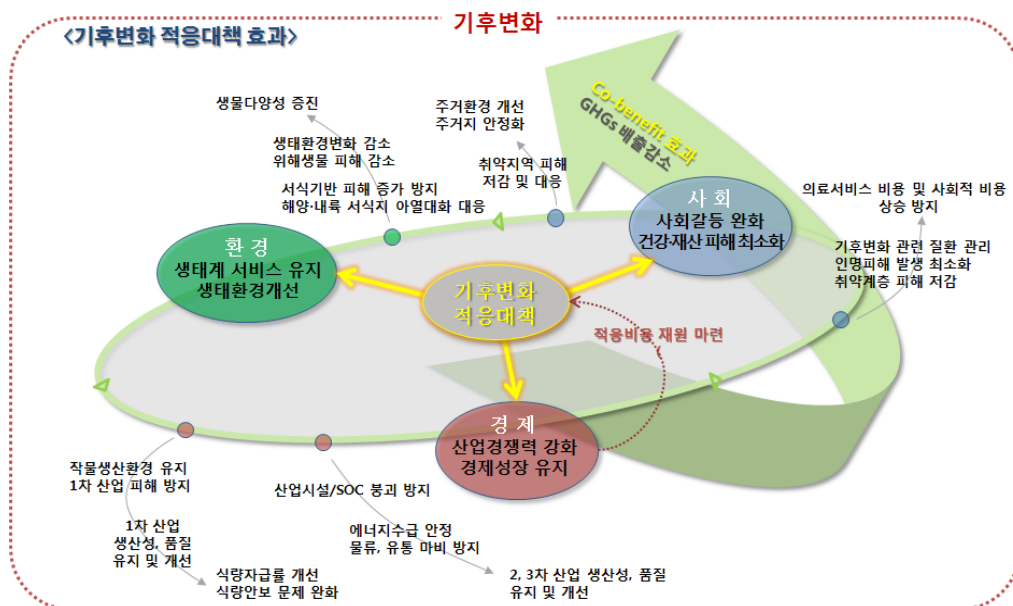 기후변화
<기후변화 적응대책 효과>
Co-benefit 효과
GHGs 배출감소
생물다양성 증진
생태환경변화 감소
위해생물 피해 감소
서식기반 피해 증가 방지
해양·내륙 서식지 아열대화 대응
주거환경 개선
주거지 안정화
취약지역 피해
저감 및 대응
사 회
사회갈등 완화
건강·재산 피해 최소화
의료서비스 비용 및 사회적 비용
상승 방지
기후변화 관련 질환 관리
인명피해 발생 최소화
취약계층 피해 저감
환 경
생태계 서비스 유지
생태환경개선
기후변화
적응대책
적응비용 재원 마련
경 제
산업경쟁력 강화
경제성장 유지
작물생산환경 유지
1차 산업 피해 방지
1차 산업
생산성, 품질
유지 및 개선
식량자급률 개선
식량안보 문제 완화
산업시설/SOC 붕괴 방지
에너지수급 안정
물류, 유통 마비 방지
2, 3차 산업 생산성, 품질
유지 및 개선